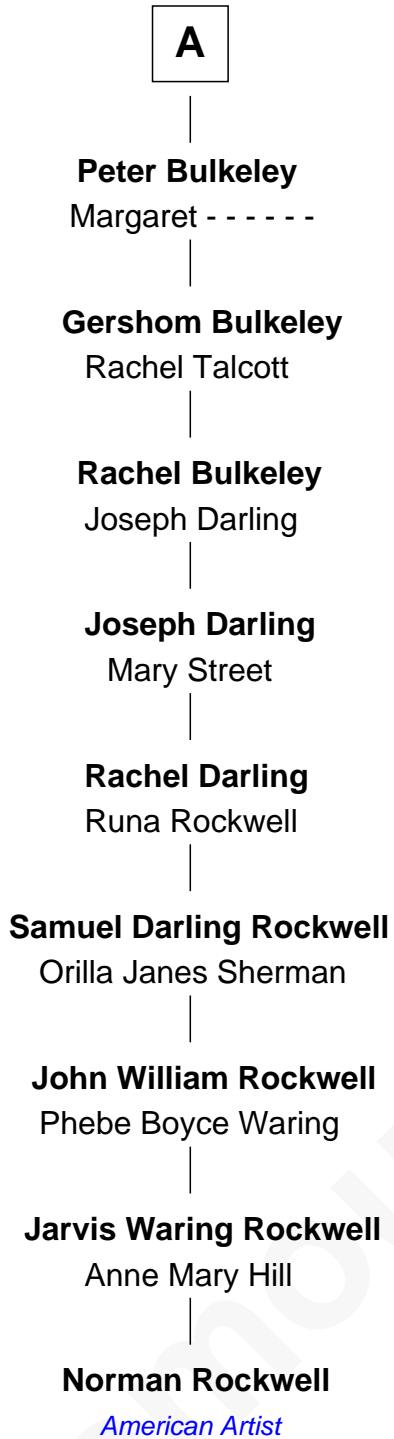 A
Peter Bulkeley
Margaret - - - - - -
Gershom Bulkeley
Rachel Talcott
Rachel Bulkeley
Joseph Darling
Joseph Darling
Mary Street
Rachel Darling
Runa Rockwell
Samuel Darling Rockwell
Orilla Janes Sherman
John William Rockwell
Phebe Boyce Waring
Jarvis Waring Rockwell
Anne Mary Hill
Norman Rockwell
American Artist